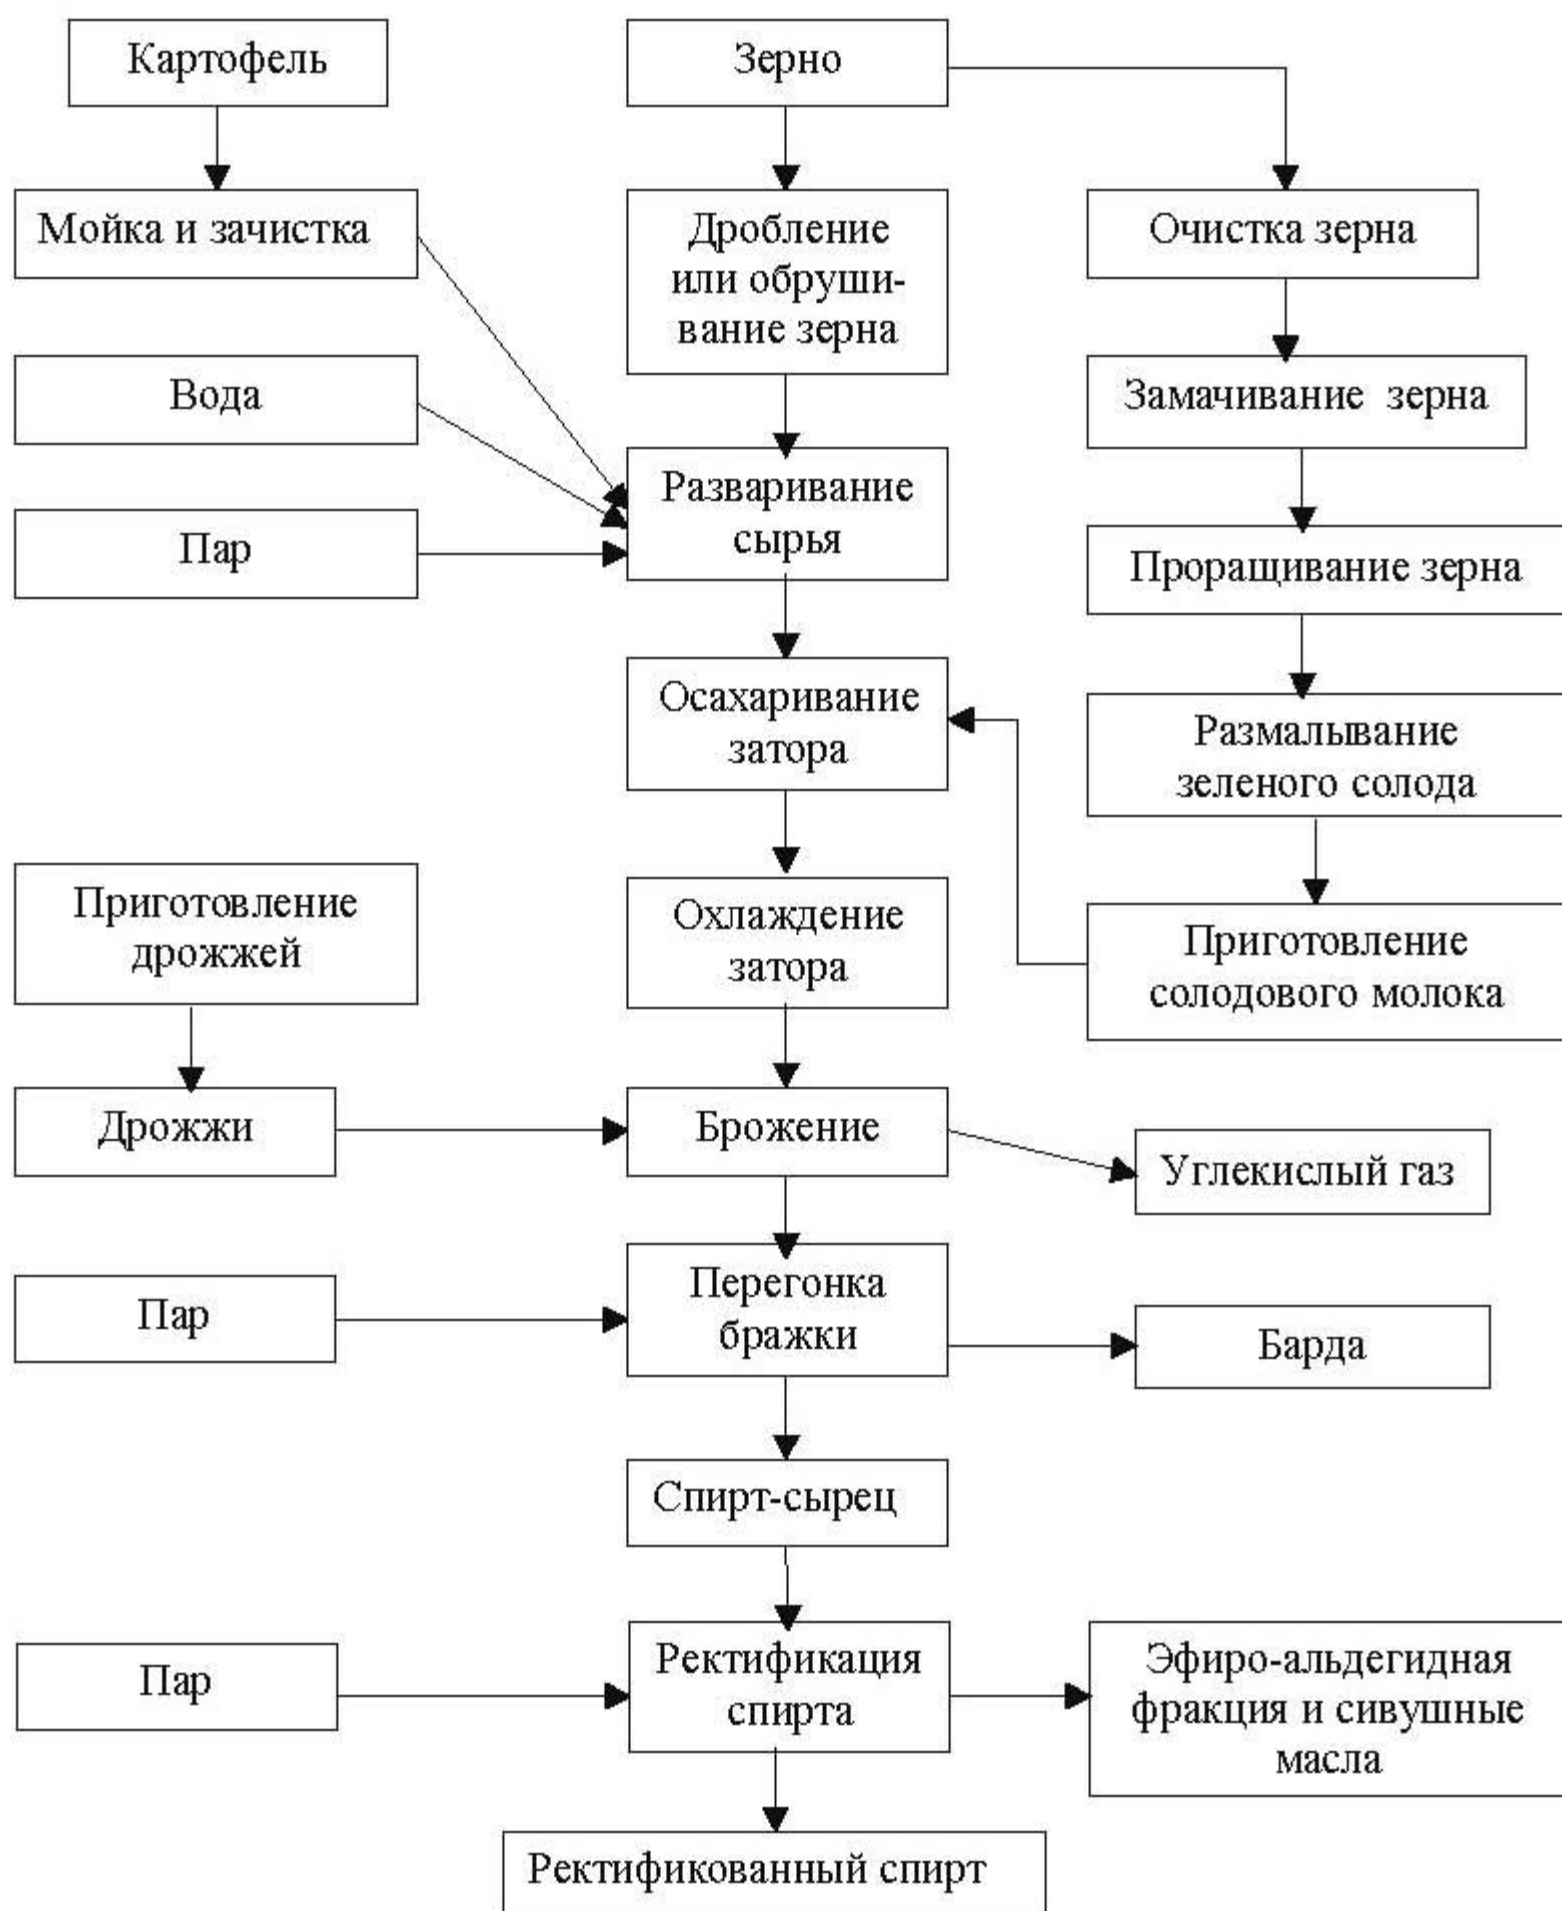 Картофель
Зерно
Мойка и зачистка
Дробление
или обруши-
вание зерна
Очистка зерна
Вода
Замачивание зерна
Пар
Разваривание
сырья
Проращивание зерна
Осахаривание
затора
Размалывание
зеленого солода
Приготовление
дрожжей
Охлаждение
затора
Приготовление
солодового молока
Дрожжи
Брожение
Углекислый газ
Пар
Перегонка
бражки
Барда
Спирт-сырец
Пар
Ректификация
спирта
Эфиро-альдегидная
фракция и сивушные
масла
Ректификованный спирт